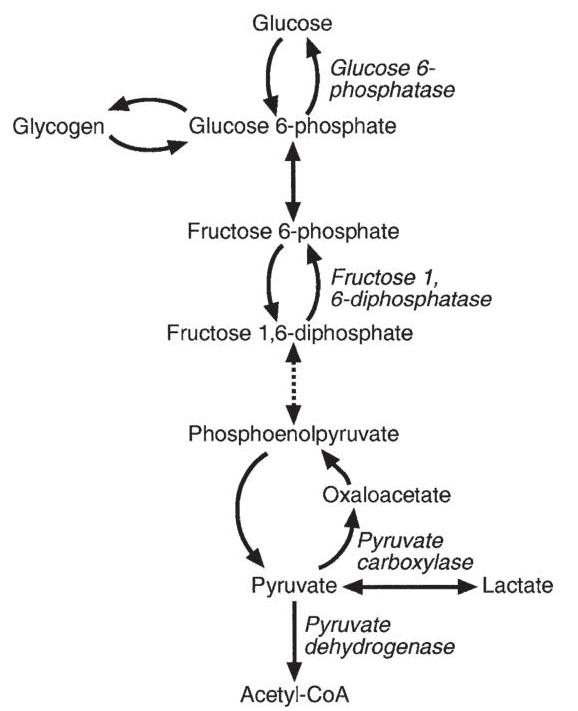 Glucose
Glucose 6-
phosphatase
Glycogen
Glucose 6-phosphate
Fructose 6-phosphate
Fructose 1,
6-diphosphatase
Fructose 1,6-diphosphate
Phosphoenolpyruvate
Oxaloacetate
Pyruvate
carboxylase
Pyruvate
Lactate
Pyruvate
dehydrogenase
Acetyl-CoA